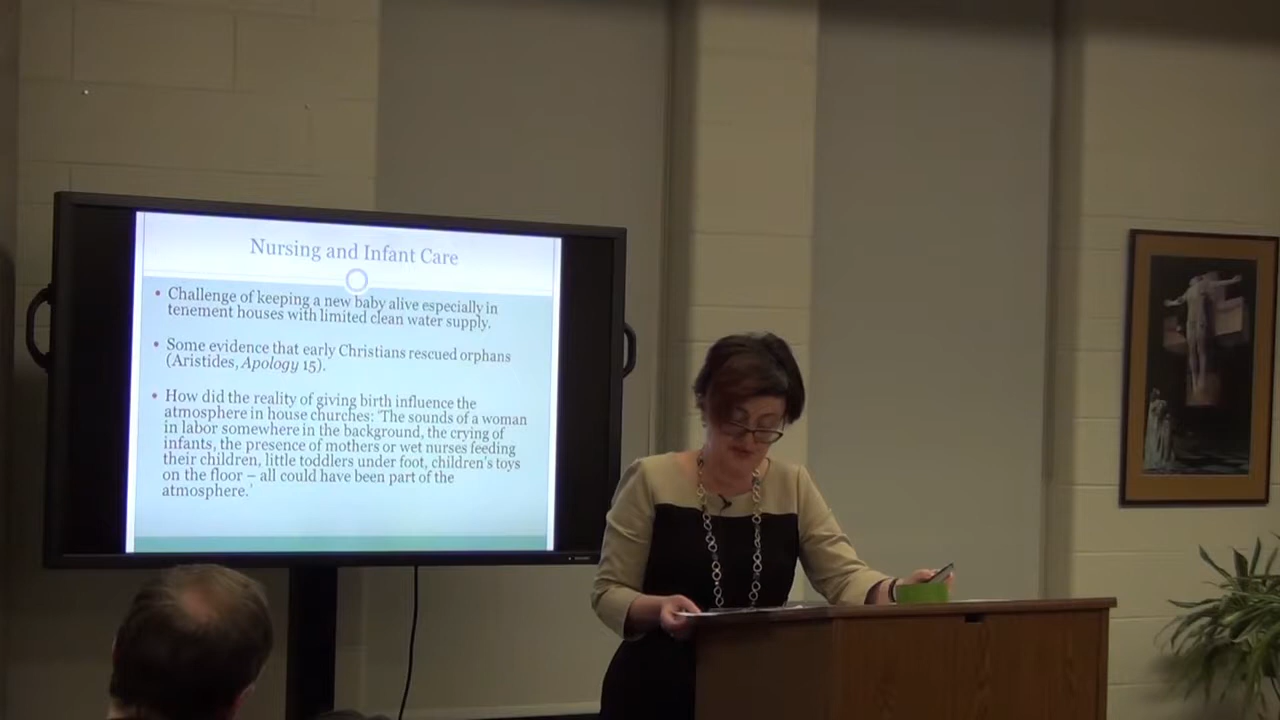 Nursing and Infant Care
• Challenge of keeping a new baby alive especially in
tenement houses with limited clean water supply.
• Some evidence that early Christians rescued orphans
(Aristides, Apology 15).
• How did the reality of giving birth influence the
atmosphere in house churches: 'The sounds of a woman
in labor somewhere in the background, the crying of
infants, the presence of mothers or wet nurses feeding
their children, little toddlers under foot, children's toys
on the floor – all could have been part of the
atmosphere.'